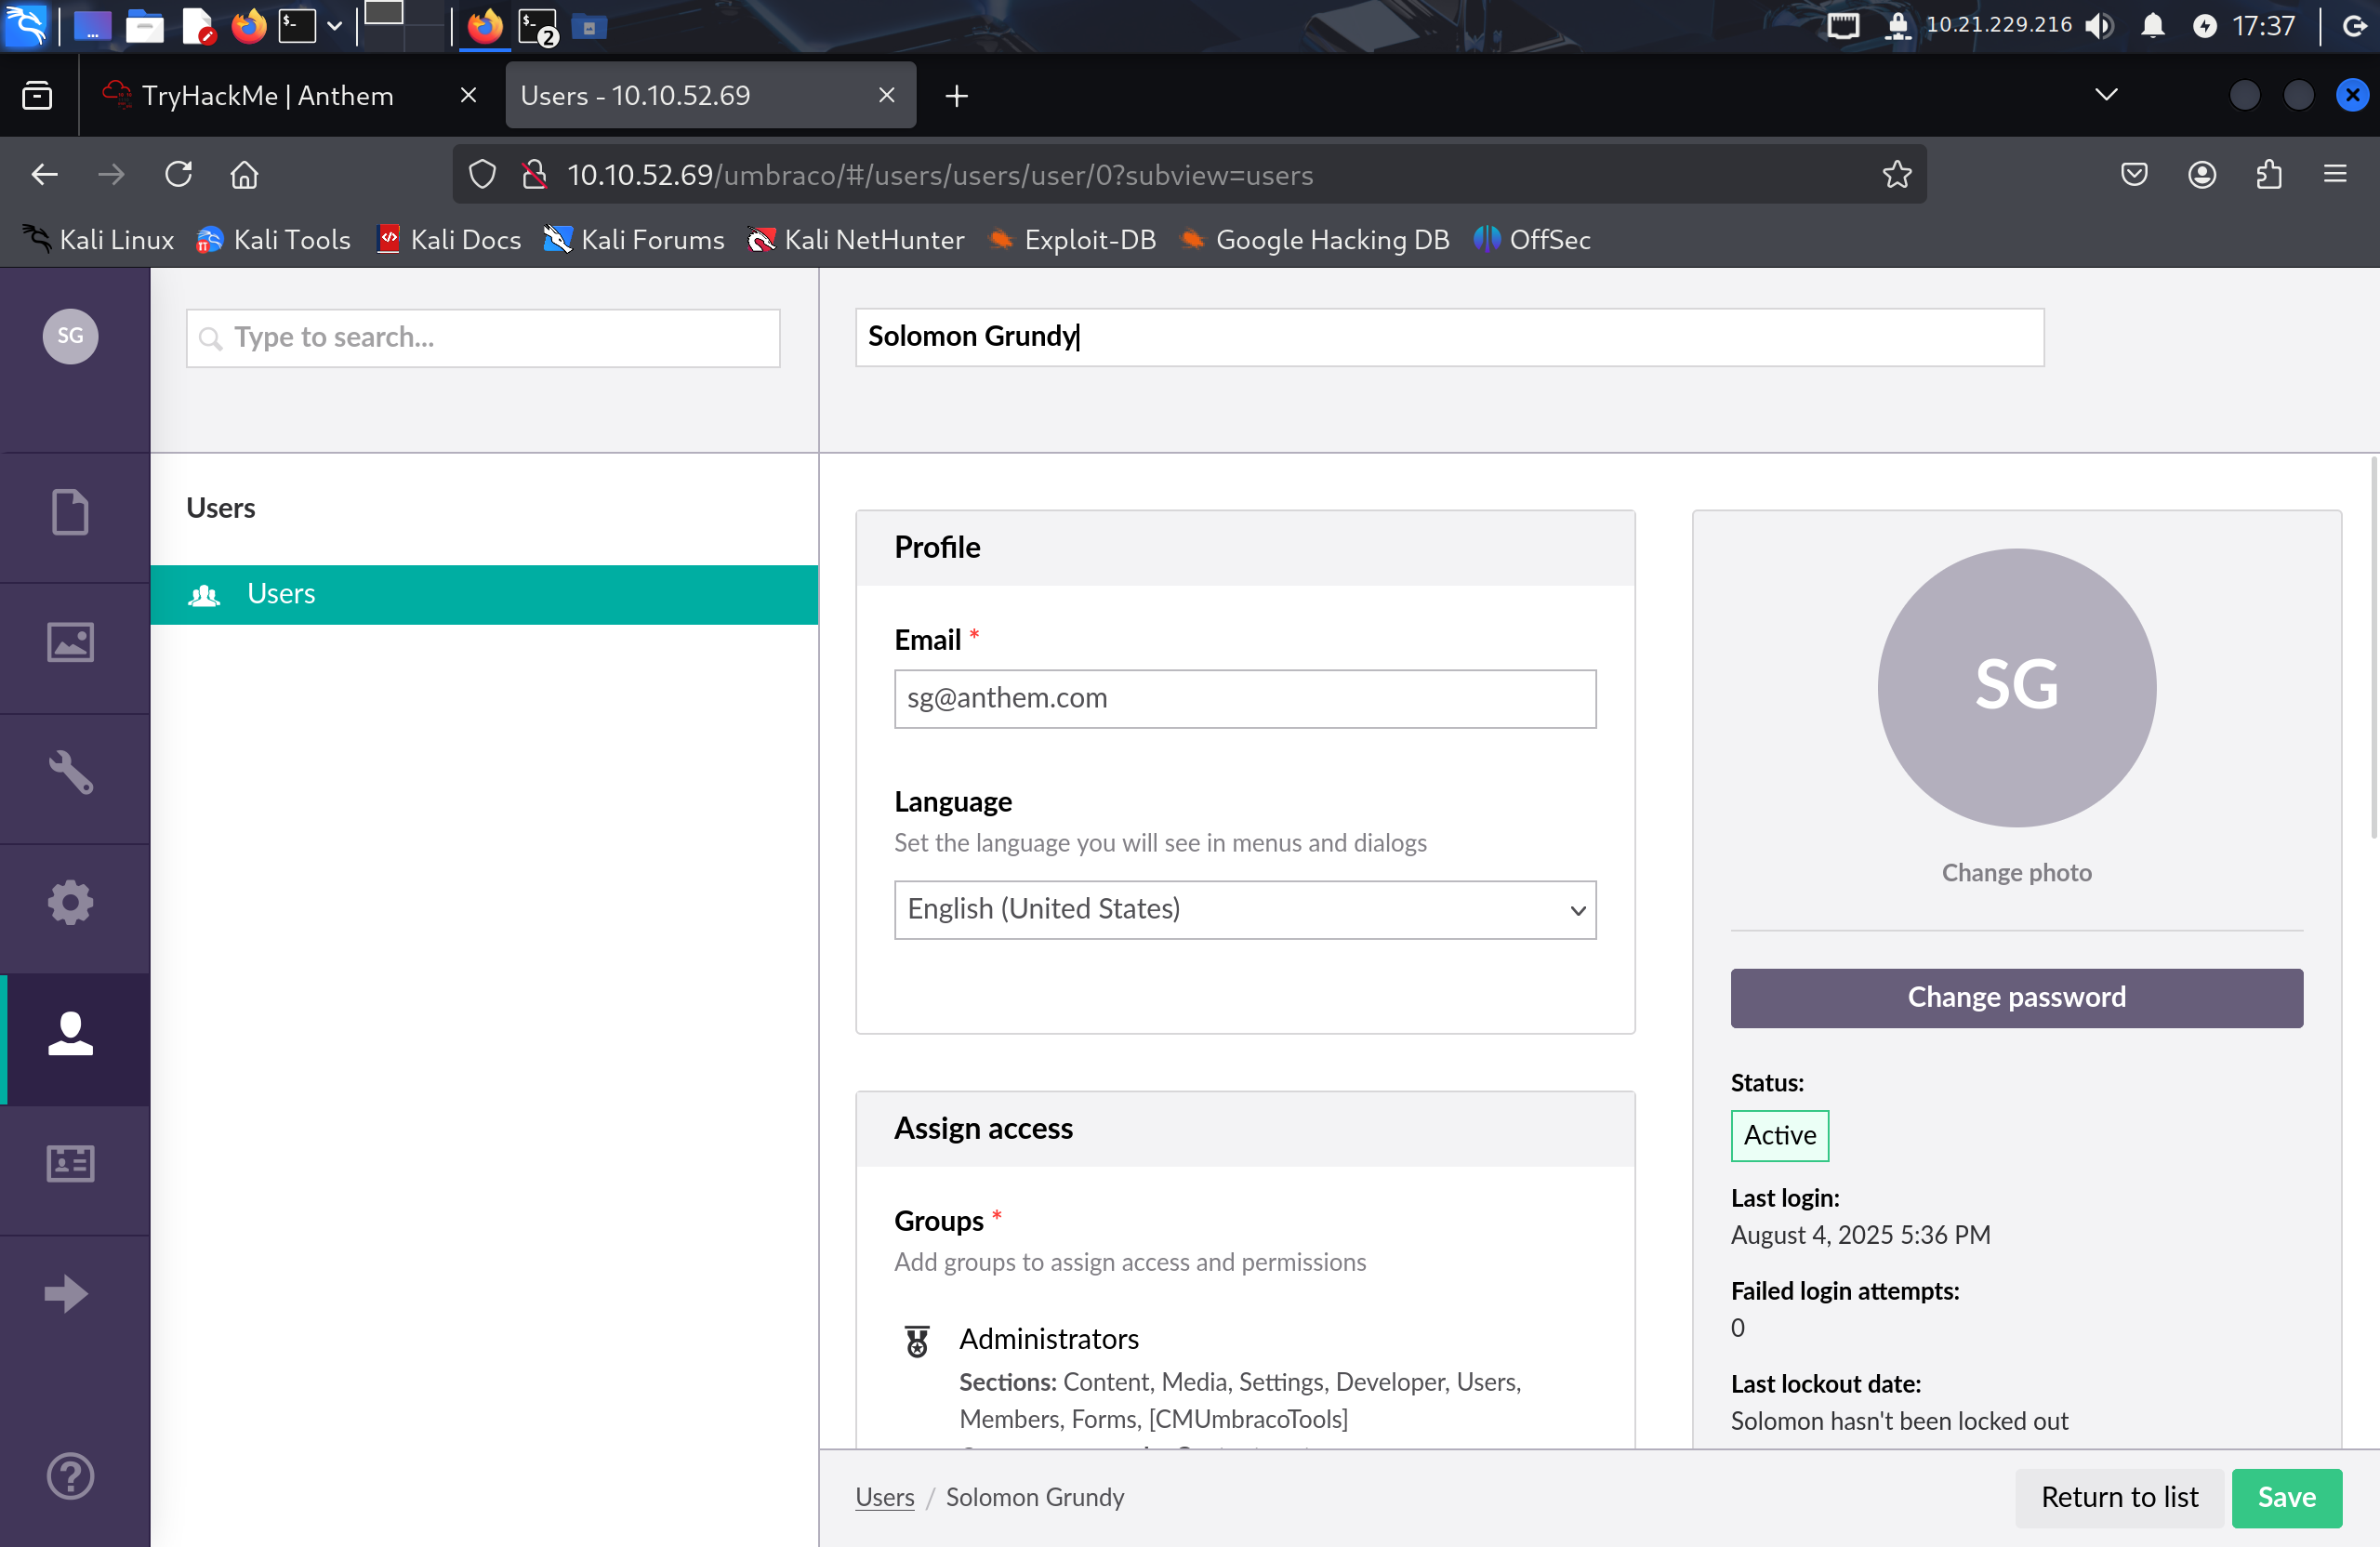 $-
$-
2
10.21.229.216
17:37
TryHackMe | Anthem
Users - 10.10.52.69
10.10.52.69/umbraco/#/users/users/user/0?subview=users
Kali Linux
Kali Tools
Kali Docs
Kali Forums
Kali NetHunter
Exploit-DB
Google Hacking DB
OffSec
SG
Type to search...
Solomon Grundy
Users
Users
Profile
Email *
sg@anthem.com
Language
Set the language you will see in menus and dialogs
English (United States)
Assign access
Groups *
Add groups to assign access and permissions
Administrators
Sections: Content, Media, Settings, Developer, Users,
Members, Forms, [CMUmbracoTools]
SG
Change photo
Change password
Status:
Active
Last login:
August 4, 2025 5:36 PM
Failed login attempts:
0
Last lockout date:
Solomon hasn't been locked out
Users / Solomon Grundy
Return to list
Save